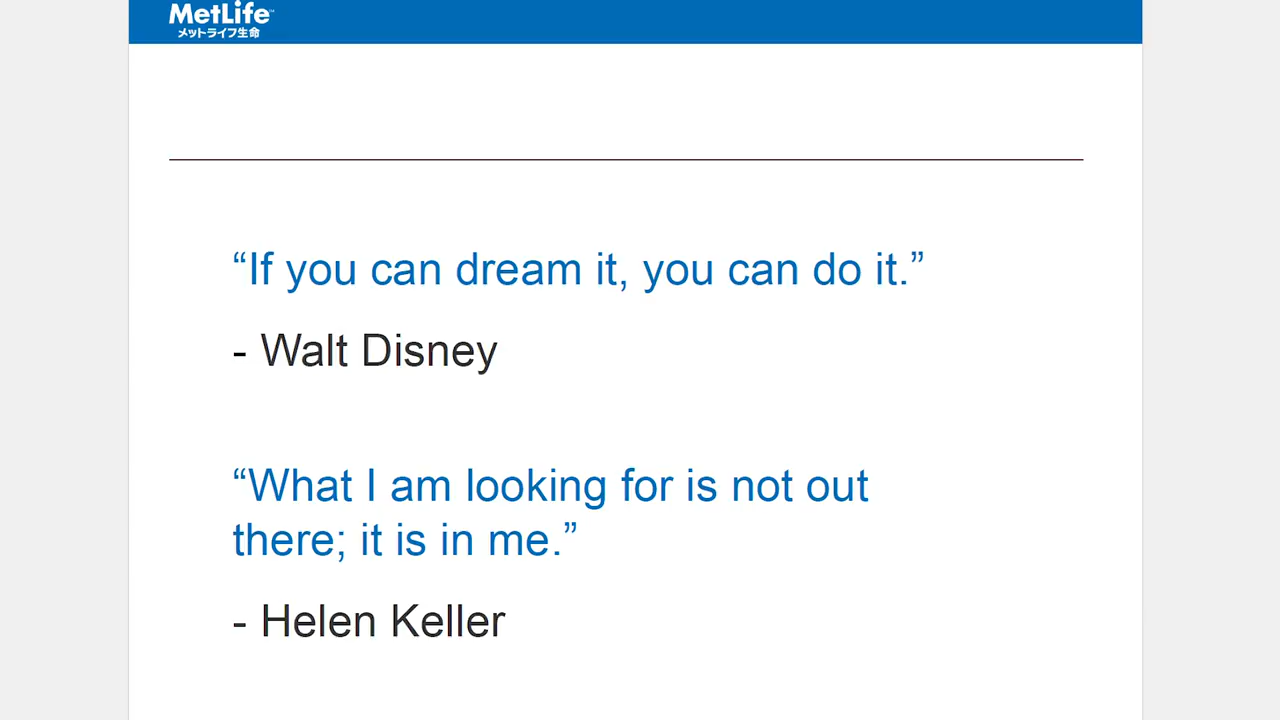 MetLife™
メットライフ生命
“If you can dream it, you can do it.”
- Walt Disney
“What I am looking for is not out
there; it is in me.”
- Helen Keller